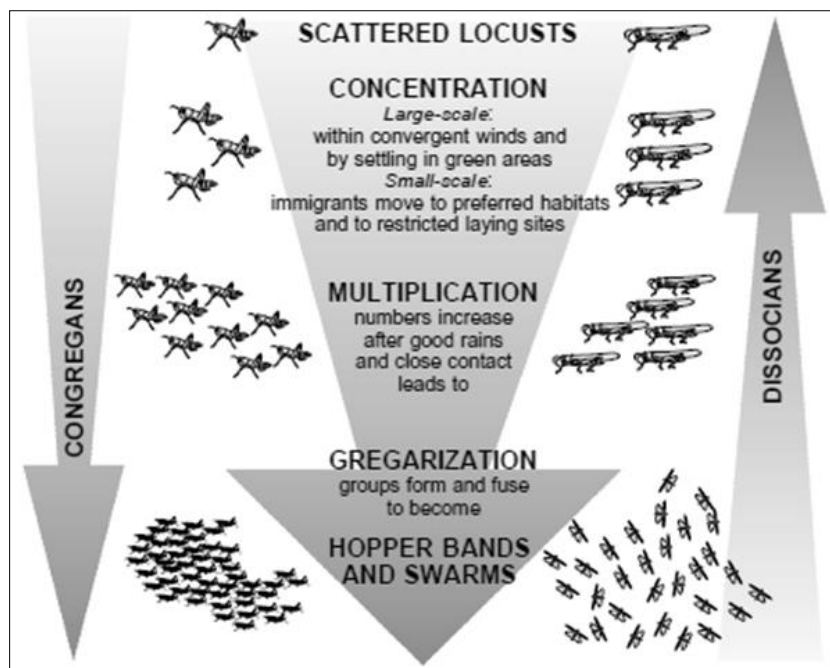 SCATTERED LOCUSTS
CONCENTRATION
Large-scale:
within convergent winds and
by settling in green areas
Small-scale:
immigrants move to preferred habitats
and to restricted laying sites
MULTIPLICATION
numbers increase
after good rains
and close contact
leads to
GREGARIZATION
groups form and fuse
to become
HOPPER BANDS
AND SWARMS
CONGREGANS
DISSOCIANS